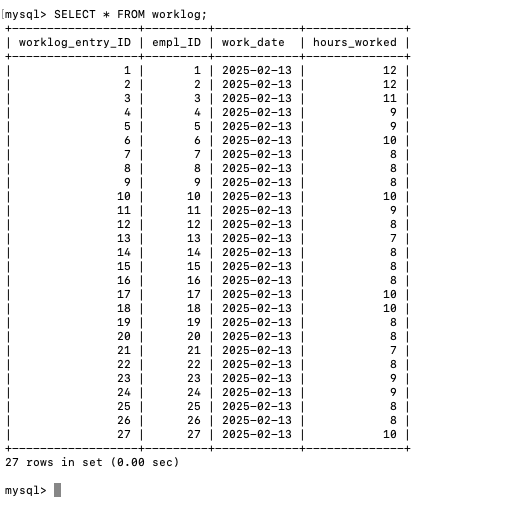 [mysql> SELECT * FROM worklog;
+------------------+---------+------------+--------------+
| worklog_entry_ID | empl_ID | work_date  | hours_worked |
+------------------+---------+------------+--------------+
|                1 |       1 | 2025-02-13 |           12 |
|                2 |       2 | 2025-02-13 |           12 |
|                3 |       3 | 2025-02-13 |           11 |
|                4 |       4 | 2025-02-13 |            9 |
|                5 |       5 | 2025-02-13 |            9 |
|                6 |       6 | 2025-02-13 |           10 |
|                7 |       7 | 2025-02-13 |            8 |
|                8 |       8 | 2025-02-13 |            8 |
|                9 |       9 | 2025-02-13 |            8 |
|               10 |      10 | 2025-02-13 |           10 |
|               11 |      11 | 2025-02-13 |            9 |
|               12 |      12 | 2025-02-13 |            8 |
|               13 |      13 | 2025-02-13 |            7 |
|               14 |      14 | 2025-02-13 |            8 |
|               15 |      15 | 2025-02-13 |            8 |
|               16 |      16 | 2025-02-13 |            8 |
|               17 |      17 | 2025-02-13 |           10 |
|               18 |      18 | 2025-02-13 |           10 |
|               19 |      19 | 2025-02-13 |            8 |
|               20 |      20 | 2025-02-13 |            8 |
|               21 |      21 | 2025-02-13 |            7 |
|               22 |      22 | 2025-02-13 |            8 |
|               23 |      23 | 2025-02-13 |            9 |
|               24 |      24 | 2025-02-13 |            9 |
|               25 |      25 | 2025-02-13 |            8 |
|               26 |      26 | 2025-02-13 |            8 |
|               27 |      27 | 2025-02-13 |           10 |
+------------------+---------+------------+--------------+
27 rows in set (0.00 sec)
mysql>